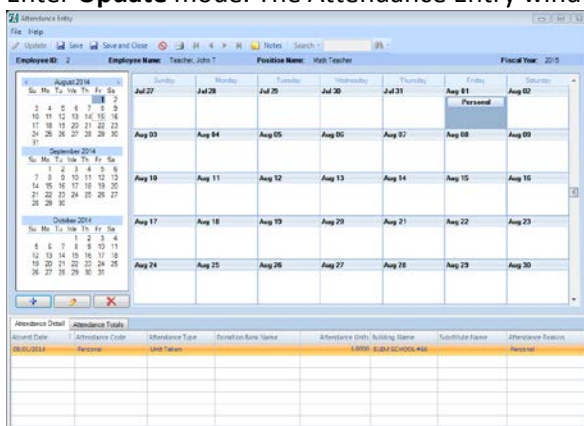 Enter Update mode. The Attendance Entry wind
Attendance Entry
File Help
Update Save Save and Close Notes Search
Employee ID: 2 Employee Name: Teacher, John T Position Name: Math Teacher Fiscal Year: 2015
August 2014
Su Mo Tu We Th Fr Sa
1 2
3 4 5 6 7 8 9
10 11 12 13 14 15 16
17 18 19 20 21 22 23
24 25 26 27 28 29 30
31
September 2014
Su Mo Tu We Th Fr Sa
1 2 3 4 5 6
7 8 9 10 11 12 13
14 15 16 17 18 19 20
21 22 23 24 25 26 27
28 29 30
October 2014
Su Mo Tu We Th Fr Sa
1 2 3 4
5 6 7 8 9 10 11
12 13 14 15 16 17 18
19 20 21 22 23 24 25
26 27 28 29 30 31
Sunday Monday Tuesday Wednesday Thursday Friday Saturday
Jul 27 Jul 28 Jul 29 Jul 30 Jul 31 Aug 01 Aug 02
Personal
Aug 03 Aug 04 Aug 05 Aug 06 Aug 07 Aug 08 Aug 09
Aug 10 Aug 11 Aug 12 Aug 13 Aug 14 Aug 15 Aug 16
Aug 17 Aug 18 Aug 19 Aug 20 Aug 21 Aug 22 Aug 23
Aug 24 Aug 25 Aug 26 Aug 27 Aug 28 Aug 29 Aug 30
Attendance Detail Attendance Totals
Absent Date Attendance Code Attendance Type Donation Bank Name Attendance Units Building Name Substitute Name Attendance Reason
08/01/2014 Personal Unit Taken 1.0000 Personal